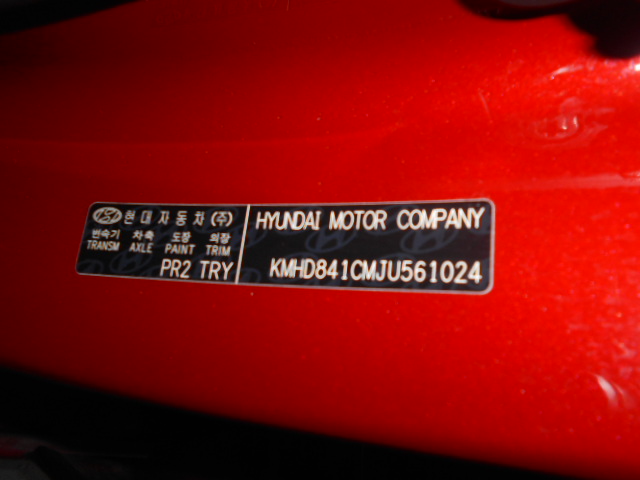 현대자동차(주)
변속기 차축 도장 의장
TRANSM AXLE PAINT TRIM
PR2 TRY
HYUNDAI MOTOR COMPANY
KMHD841CMJU561024